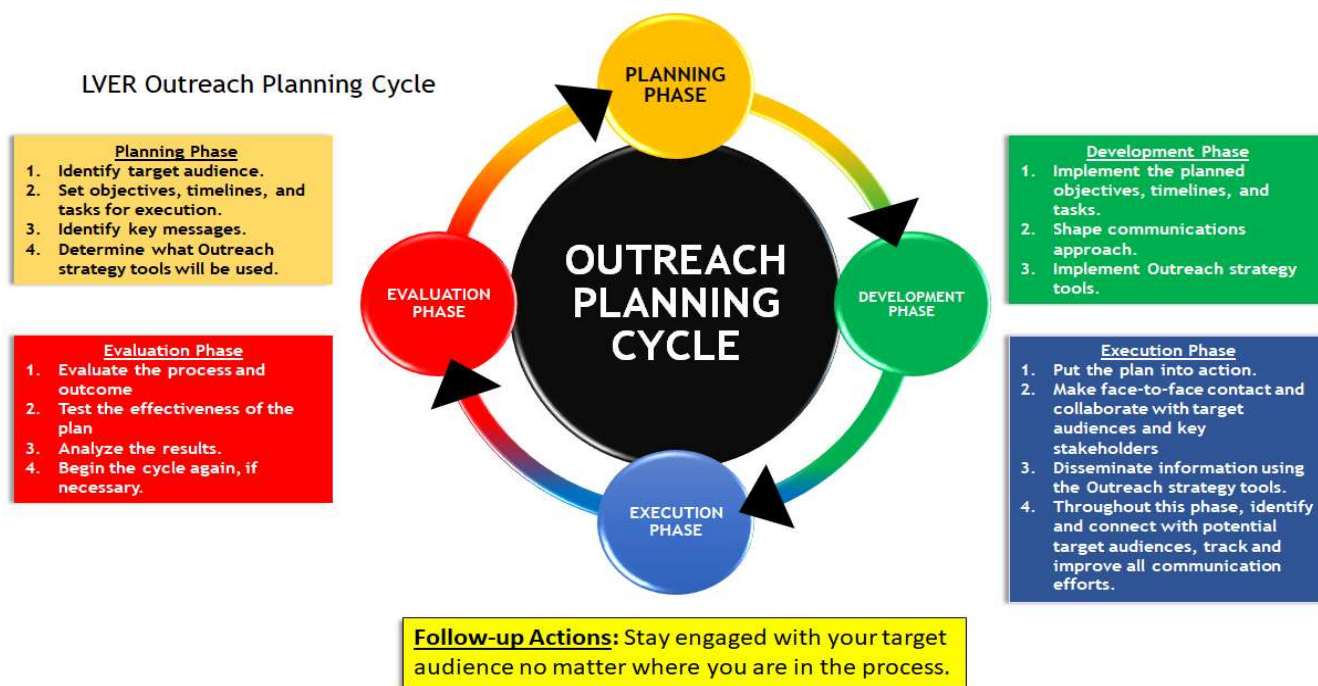 LVER Outreach Planning Cycle
PLANNING
PHASE
Planning Phase
1. Identify target audience.
2. Set objectives, timelines, and
tasks for execution.
3. Identify key messages.
4. Determine what Outreach
strategy tools will be used.
Development Phase
1. Implement the planned
objectives, timelines, and
tasks.
2. Shape communications
approach.
3. Implement Outreach strategy
tools.
OUTREACH
PLANNING
CYCLE
EVALUATION
PHASE
DEVELOPMENT
PHASE
Evaluation Phase
1. Evaluate the process and
outcome
2. Test the effectiveness of the
plan
3. Analyze the results.
4. Begin the cycle again, if
necessary.
Execution Phase
1. Put the plan into action.
2. Make face-to-face contact and
collaborate with target
audiences and key
stakeholders
3. Disseminate information using
the Outreach strategy tools.
4. Throughout this phase, identify
and connect with potential
target audiences, track and
improve all communication
efforts.
EXECUTION
PHASE
Follow-up Actions: Stay engaged with your target
audience no matter where you are in the process.